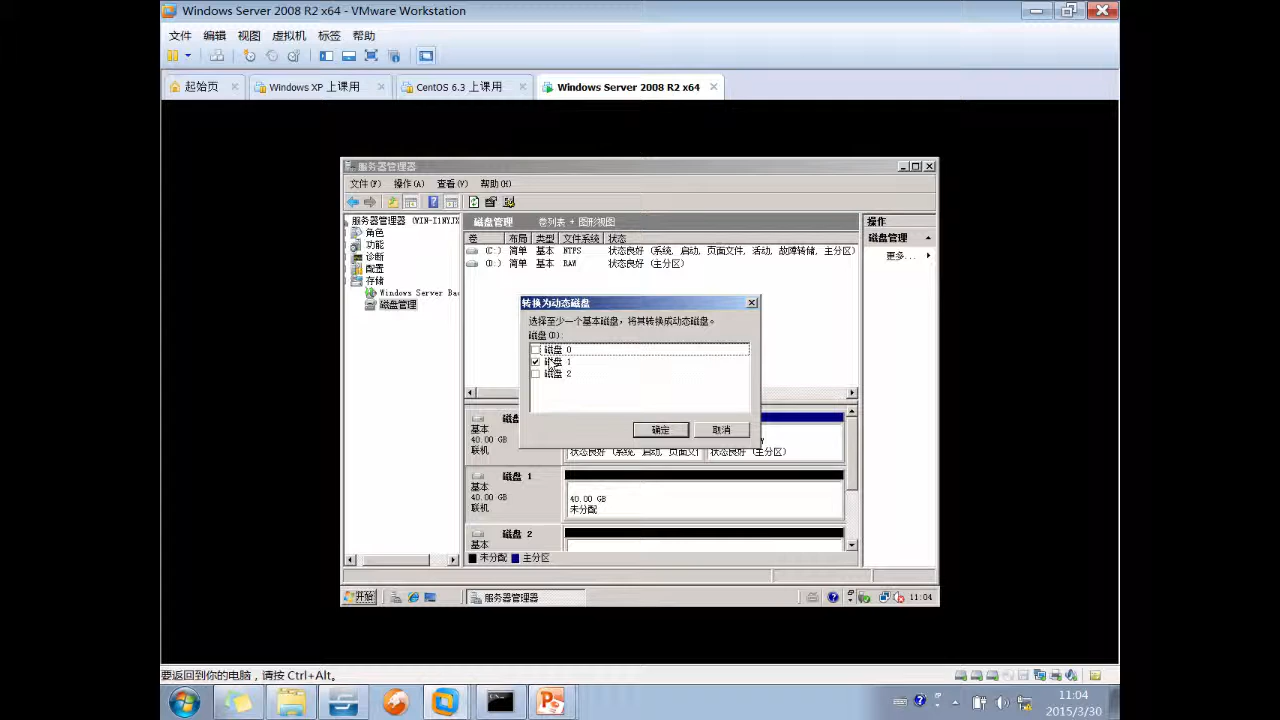 Windows Server 2008 R2 x64 - VMware Workstation
文件 编辑 视图 虚拟机 标签 帮助
起始页 Windows XP 上课用 CentOS 6.3 上课用 Windows Server 2008 R2 x64
服务器管理器
文件(F) 操作(A) 查看(V) 帮助(H)
服务器管理器 (WIN-I1NYJX
角色
功能
诊断
配置
存储
Windows Server Bac
磁盘管理
磁盘管理 卷列表 + 图形视图
卷 布局 类型 文件系统 状态
(C:) 简单 基本 NTFS 状态良好 (系统, 启动, 页面文件, 活动, 故障转储, 主分区)
(D:) 简单 基本 RAW 状态良好 (主分区)
操作
磁盘管理
更多...
转换为动态磁盘
选择至少一个基本磁盘，将其转换成动态磁盘。
磁盘(D):
磁盘 0
磁盘 1
磁盘 2
确定 取消
基本
40.00 GB
联机
状态良好 (系统, 启动, 页面文 状态良好 (主分区)
磁盘 1
基本
40.00 GB
联机
40.00 GB
未分配
磁盘 2
基本
未分配 主分区
开始 服务器管理器 11:04
要返回到你的电脑，请按 Ctrl+Alt。
11:04
2015/3/30